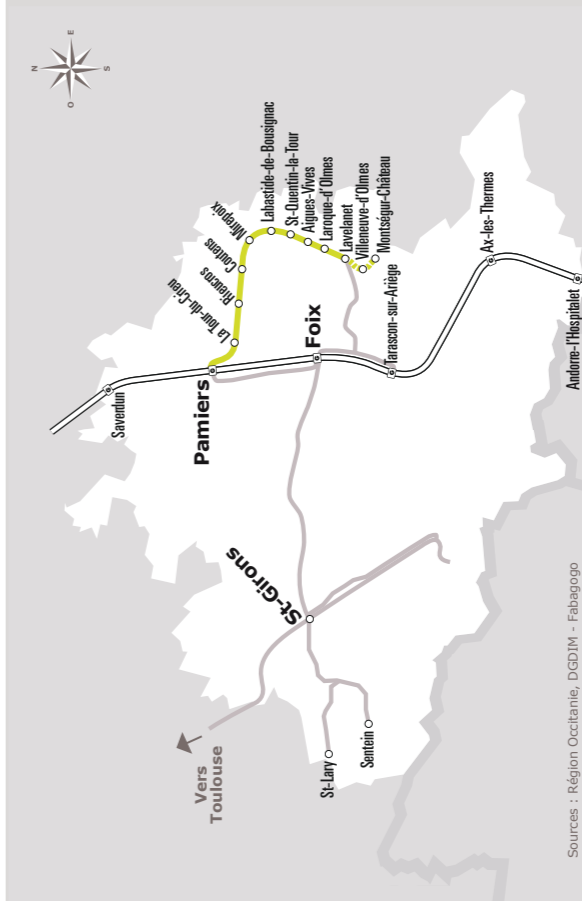 N
E
O
S
Saverdun
Pamiers
La Tour-du-Crieu
Rieucros
Coutens
Mirepoix
Labastide-de-Bousignac
St-Quentin-la-Tour
Aigues-Vives
Laroque-d'Olmes
Lavelanet
Villeneuve-d'Olmes
Montségur-Château
Foix
Tarascon-sur-Ariège
Ax-les-Thermes
Andorre-l'Hospitalet
St-Girons
Vers
Toulouse
St-Lary
Sentein
Sources : Région Occitanie, DGDIM - Fabagogo